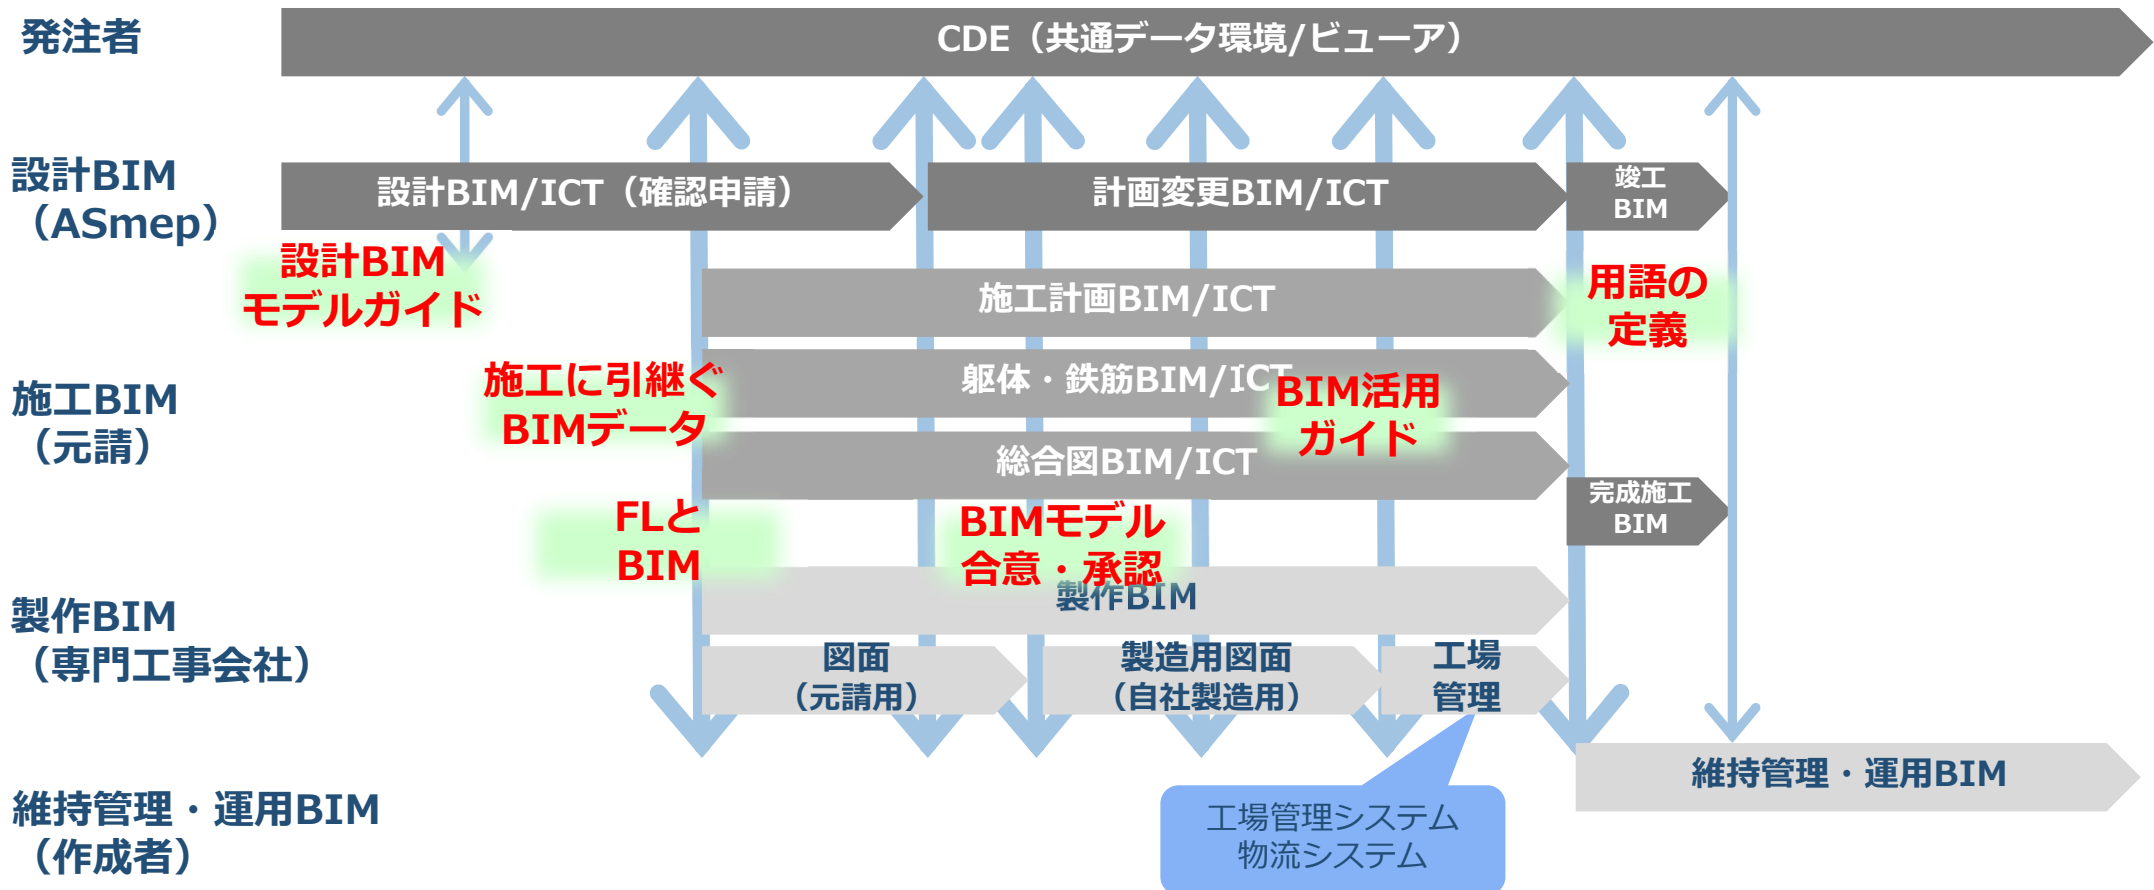 発注者
CDE（共通データ環境/ビューア）
設計BIM
（ASmep）
設計BIM/ICT（確認申請）
計画変更BIM/ICT
竣工
BIM
設計BIM
モデルガイド
施工計画BIM/ICT
用語の
定義
施工BIM
（元請）
施工に引継ぐ
BIMデータ
躯体・鉄筋BIM/ICT
BIM活用
ガイド
総合図BIM/ICT
完成施工
BIM
FLと
BIM
BIMモデル
合意・承認
製作BIM
（専門工事会社）
製作BIM
図面
（元請用）
製造用図面
（自社製造用）
工場
管理
維持管理・運用BIM
（作成者）
維持管理・運用BIM
工場管理システム
物流システム